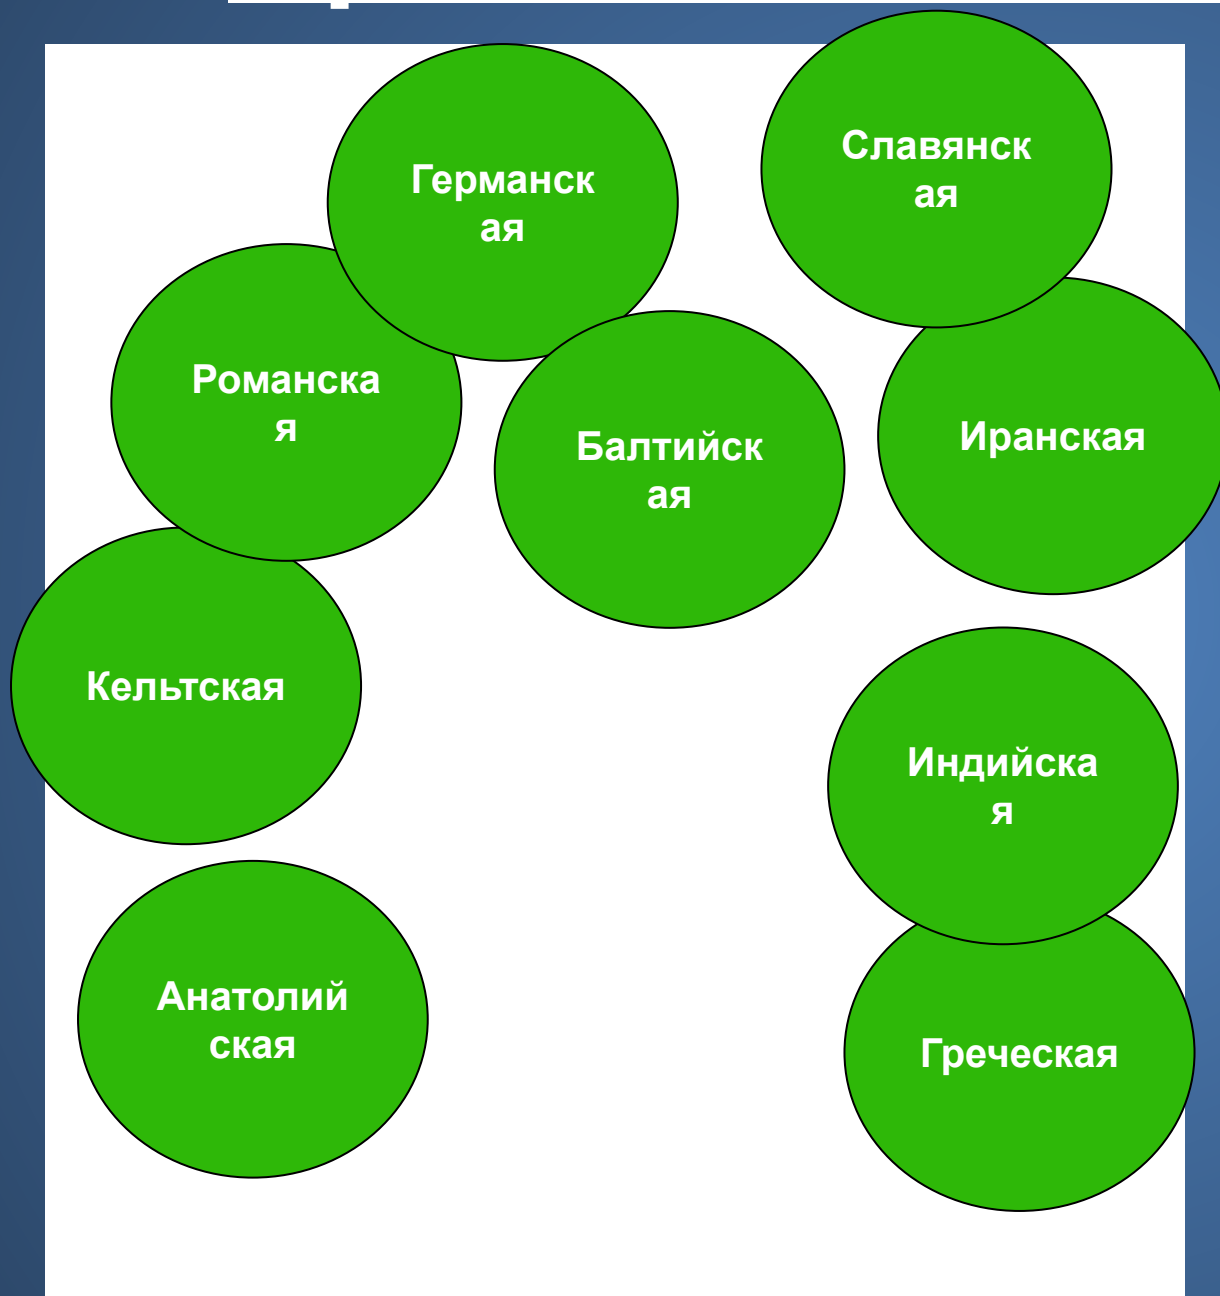 Славянск
ая
Германск
ая
Романска
я
Балтийск
ая
Иранская
Кельтская
Индийска
я
Анатолий
ская
Греческая